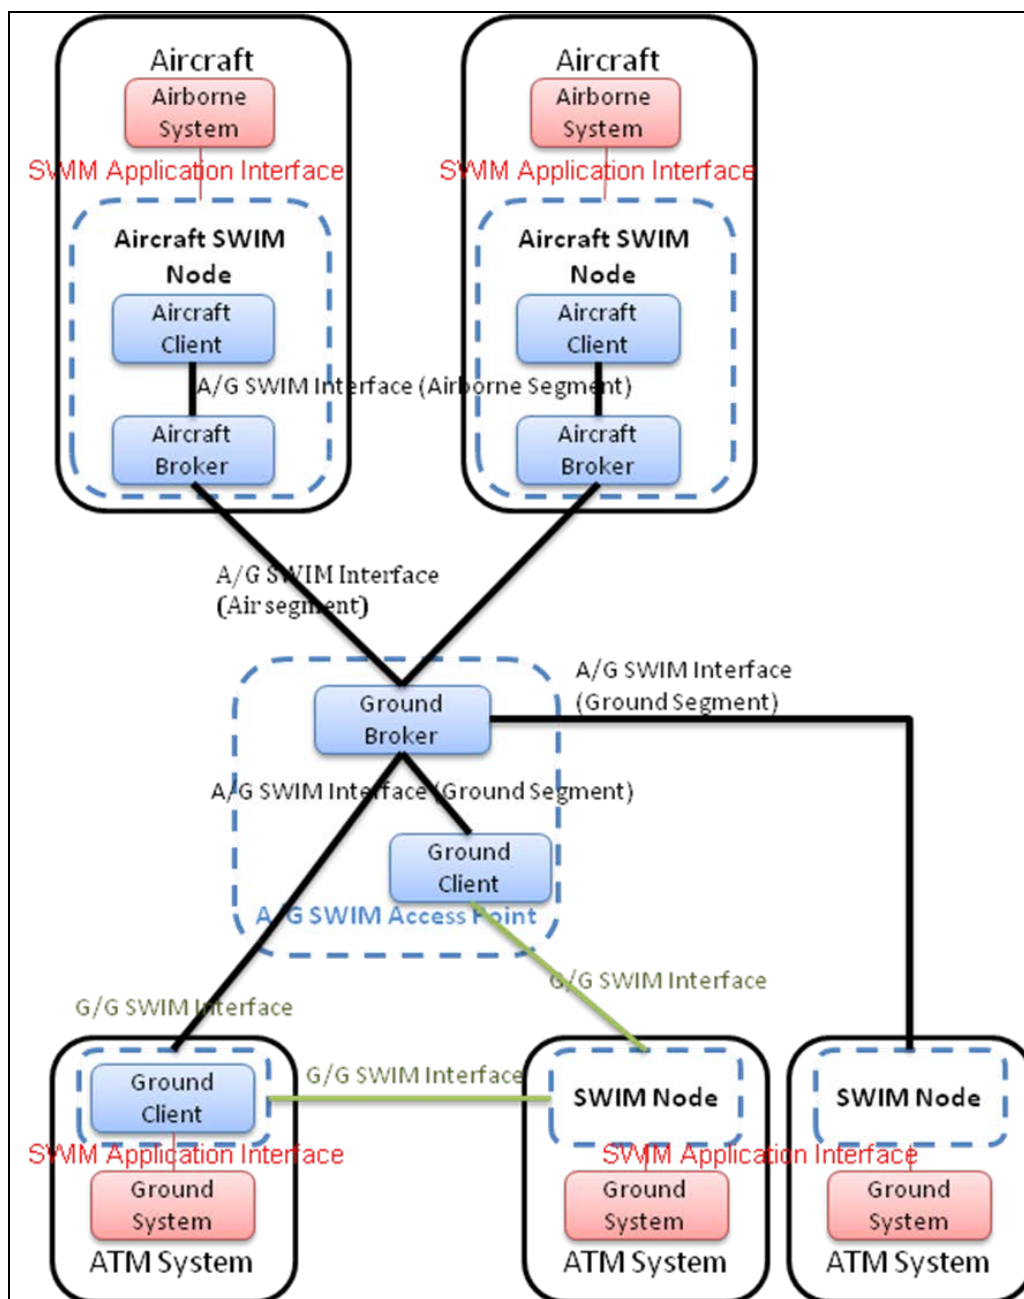 Aircraft
Airborne
System
SWIM Application Interface
Aircraft SWIM
Node
Aircraft
Client
Aircraft
Broker
Aircraft
Airborne
System
SWIM Application Interface
Aircraft SWIM
Node
Aircraft
Client
Aircraft
Broker
A/G SWIM Interface (Airborne Segment)
A/G SWIM Interface
(Air segment)
Ground
Broker
A/G SWIM Interface
(Ground Segment)
A/G SWIM Interface (Ground Segment)
Ground
Client
A/G SWIM Access Point
G/G SWIM Interface
G/G SWIM Interface
G/G SWIM Interface
Ground
Client
SWIM Application Interface
Ground
System
ATM System
SWIM Node
SWIM Application Interface
Ground
System
ATM System
SWIM Node
Ground
System
ATM System